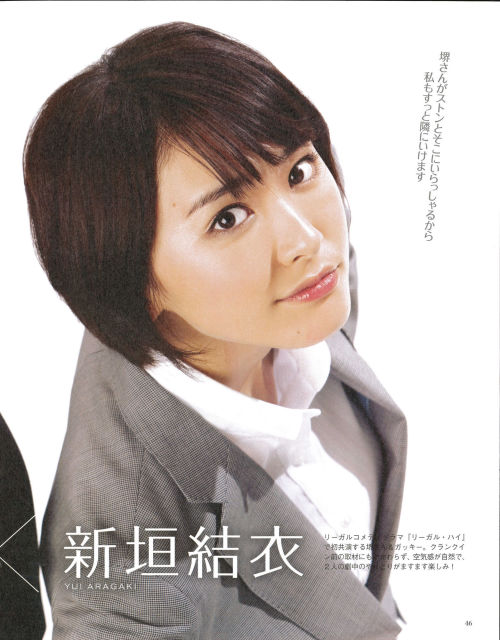 堺さんがストンとそこにいらっしゃるから
私もすっと隣にいけます
新垣結衣
YUI ARAGAKI
リーガルコメディドラマ『リーガル・ハイ』
で初共演する堺さん&ガッキー。クランクイ
ン前の取材にもかかわらず、空気感が自然で、
2人の劇中のやりとりがますます楽しみ！
46